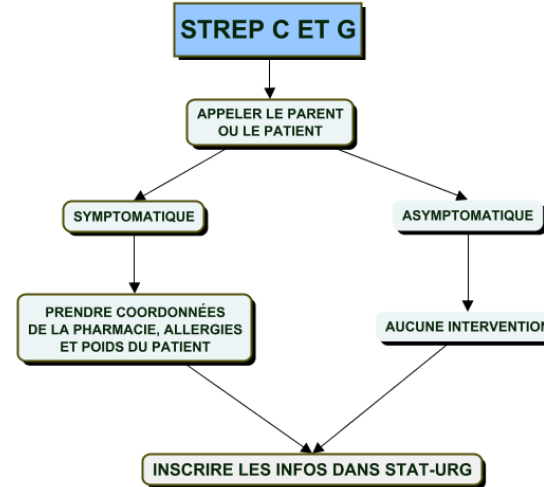 STREP C ET G
APPELER LE PARENT
OU LE PATIENT
SYMPTOMATIQUE
ASYMPTOMATIQUE
PRENDRE COORDONNÉES
DE LA PHARMACIE, ALLERGIES
ET POIDS DU PATIENT
AUCUNE INTERVENTION
INSCRIRE LES INFOS DANS STAT-URG